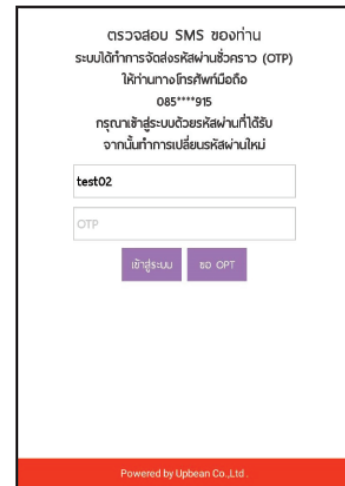 ตรวจสอบ SMS ของท่าน
ระบบได้ทำการจัดส่งรหัสผ่านชั่วคราว (OTP)
ให้ท่านทางโทรศัพท์มือถือ
085****915
กรุณาเข้าสู่ระบบด้วยรหัสผ่านที่ได้รับ
จากนั้นทำการเปลี่ยนรหัสผ่านใหม่
test02
OTP
เข้าสู่ระบบ ขอ OPT
Powered by Upbean Co.,Ltd .